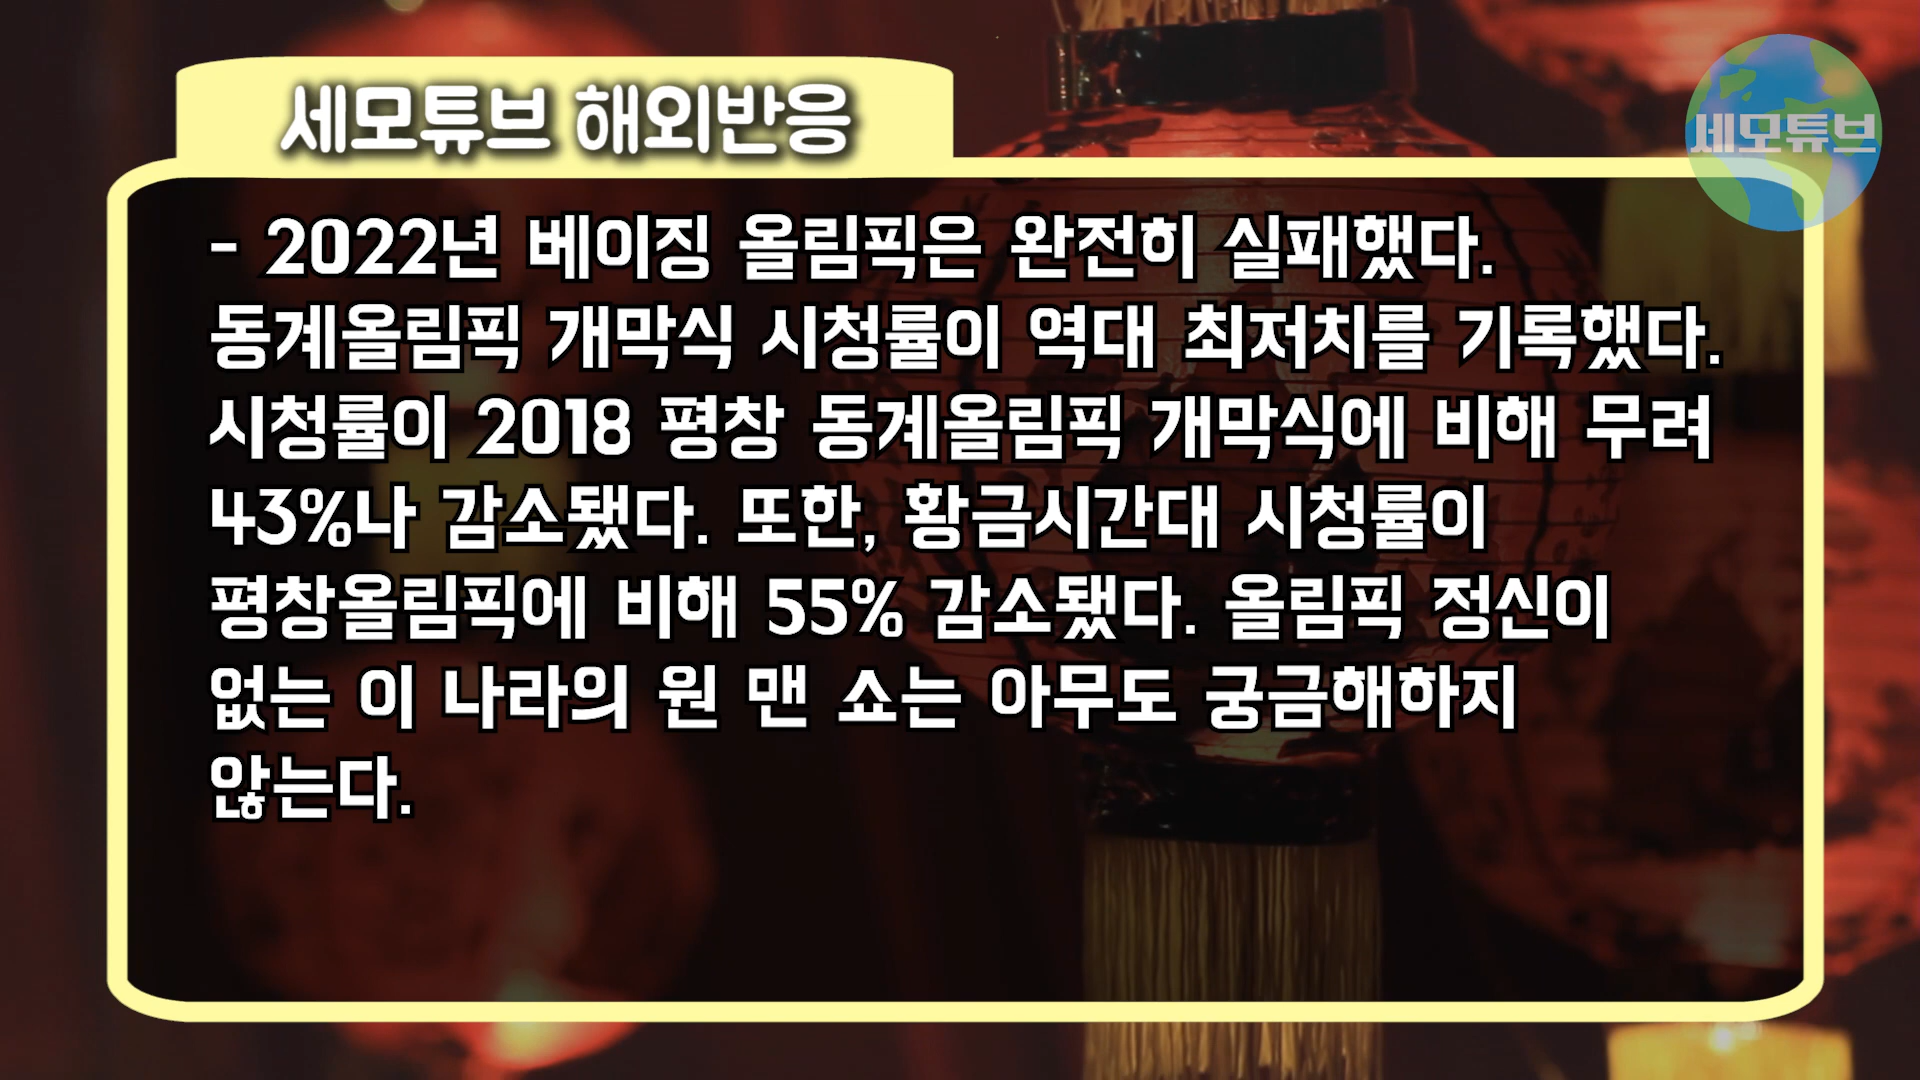 세모튜브 해외반응
세모튜브
- 2022년 베이징 올림픽은 완전히 실패했다.
동계올림픽 개막식 시청률이 역대 최저치를 기록했다.
시청률이 2018 평창 동계올림픽 개막식에 비해 무려
43%나 감소됐다. 또한, 황금시간대 시청률이
평창올림픽에 비해 55% 감소됐다. 올림픽 정신이
없는 이 나라의 원 맨 쇼는 아무도 궁금해하지
않는다.